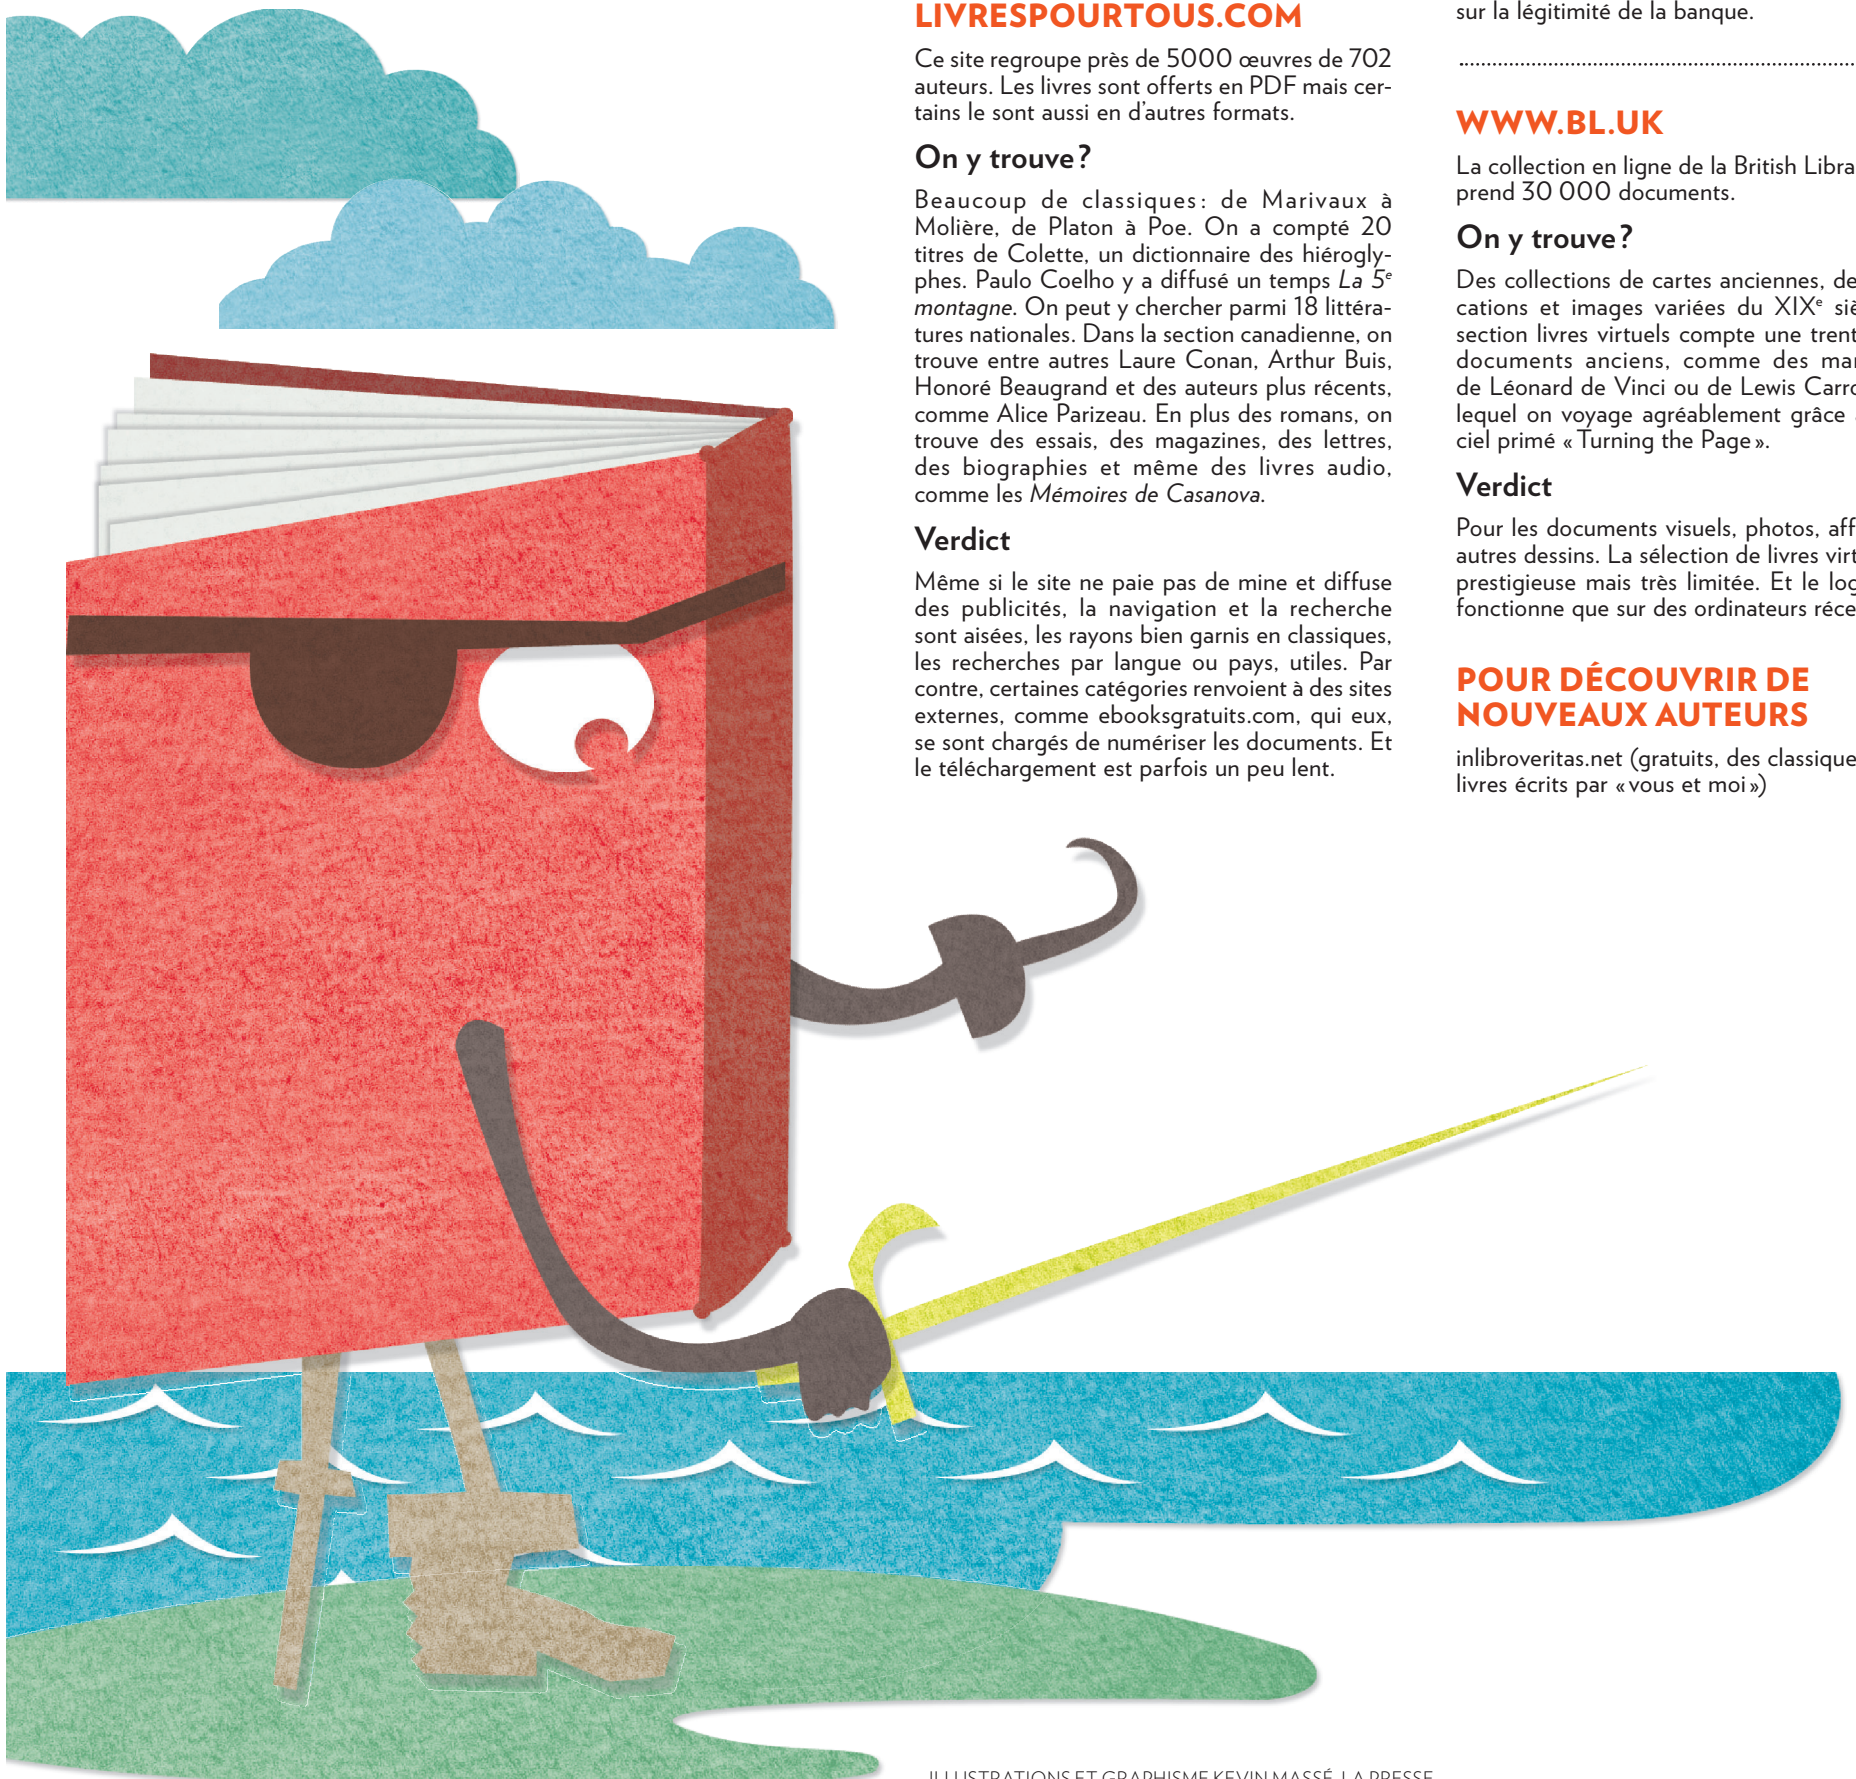 LIVRESPOURTOUS.COM
Ce site regroupe près de 5000 œuvres de 702
auteurs. Les livres sont offerts en PDF mais cer-
tains le sont aussi en d’autres formats.
On y trouve?
Beaucoup de classiques: de Marivaux à
Molière, de Platon à Poe. On a compté 20
titres de Colette, un dictionnaire des hiérogly-
phes. Paulo Coelho y a diffusé un temps La 5e
montagne. On peut y chercher parmi 18 littéra-
tures nationales. Dans la section canadienne, on
trouve entre autres Laure Conan, Arthur Buis,
Honoré Beaugrand et des auteurs plus récents,
comme Alice Parizeau. En plus des romans, on
trouve des essais, des magazines, des lettres,
des biographies et même des livres audio,
comme les Mémoires de Casanova.
Verdict
Même si le site ne paie pas de mine et diffuse
des publicités, la navigation et la recherche
sont aisées, les rayons bien garnis en classiques,
les recherches par langue ou pays, utiles. Par
contre, certaines catégories renvoient à des sites
externes, comme ebooksgratuits.com, qui eux,
se sont chargés de numériser les documents. Et
le téléchargement est parfois un peu lent.
sur la légitimité de la banque.
WWW.BL.UK
La collection en ligne de la British Libra
prend 30 000 documents.
On y trouve?
Des collections de cartes anciennes, de
cations et images variées du XIXe siè
section livres virtuels compte une trent
documents anciens, comme des mar
de Léonard de Vinci ou de Lewis Carro
lequel on voyage agréablement grâce
ciel primé «Turning the Page».
Verdict
Pour les documents visuels, photos, aff
autres dessins. La sélection de livres virt
prestigieuse mais très limitée. Et le log
fonctionne que sur des ordinateurs réce
POUR DÉCOUVRIR DE
NOUVEAUX AUTEURS
inlibroveritas.net (gratuits, des classique
livres écrits par «vous et moi»)
ILLUSTRATIONS ET GRAPHISME KEVIN MASSÉ, LA PRESSE